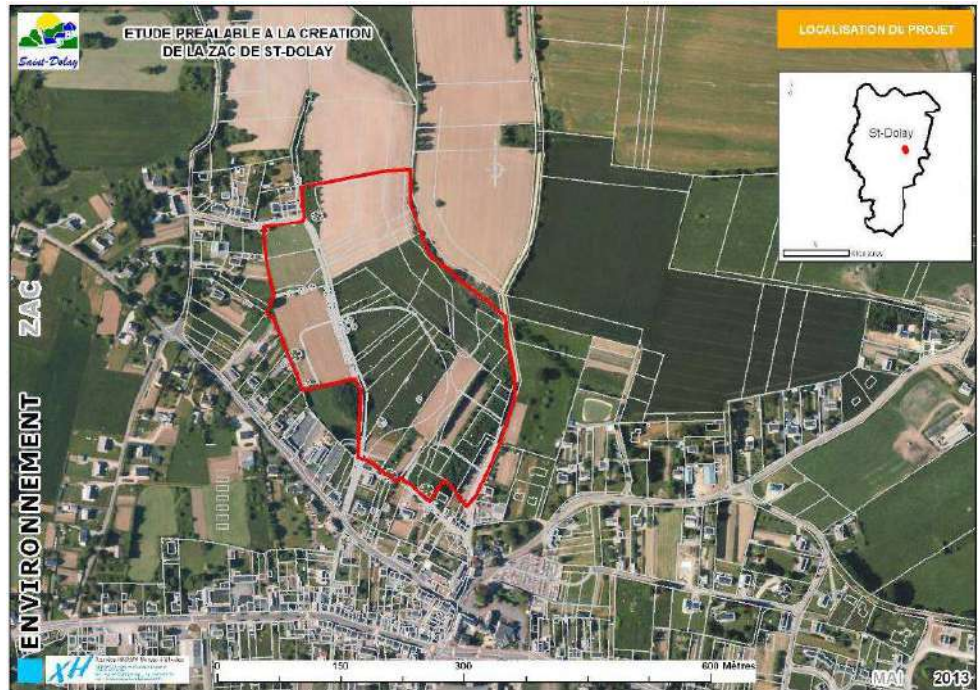 Saint-Dolay
ETUDE PREALABLE A LA CREATION
DE LA ZAC DE ST-DOLAY
LOCALISATION DU PROJET
St-Dolay
ENVIRONNEMENT ZAC
XH
0 150 300 600 Mètres
MAI 2013